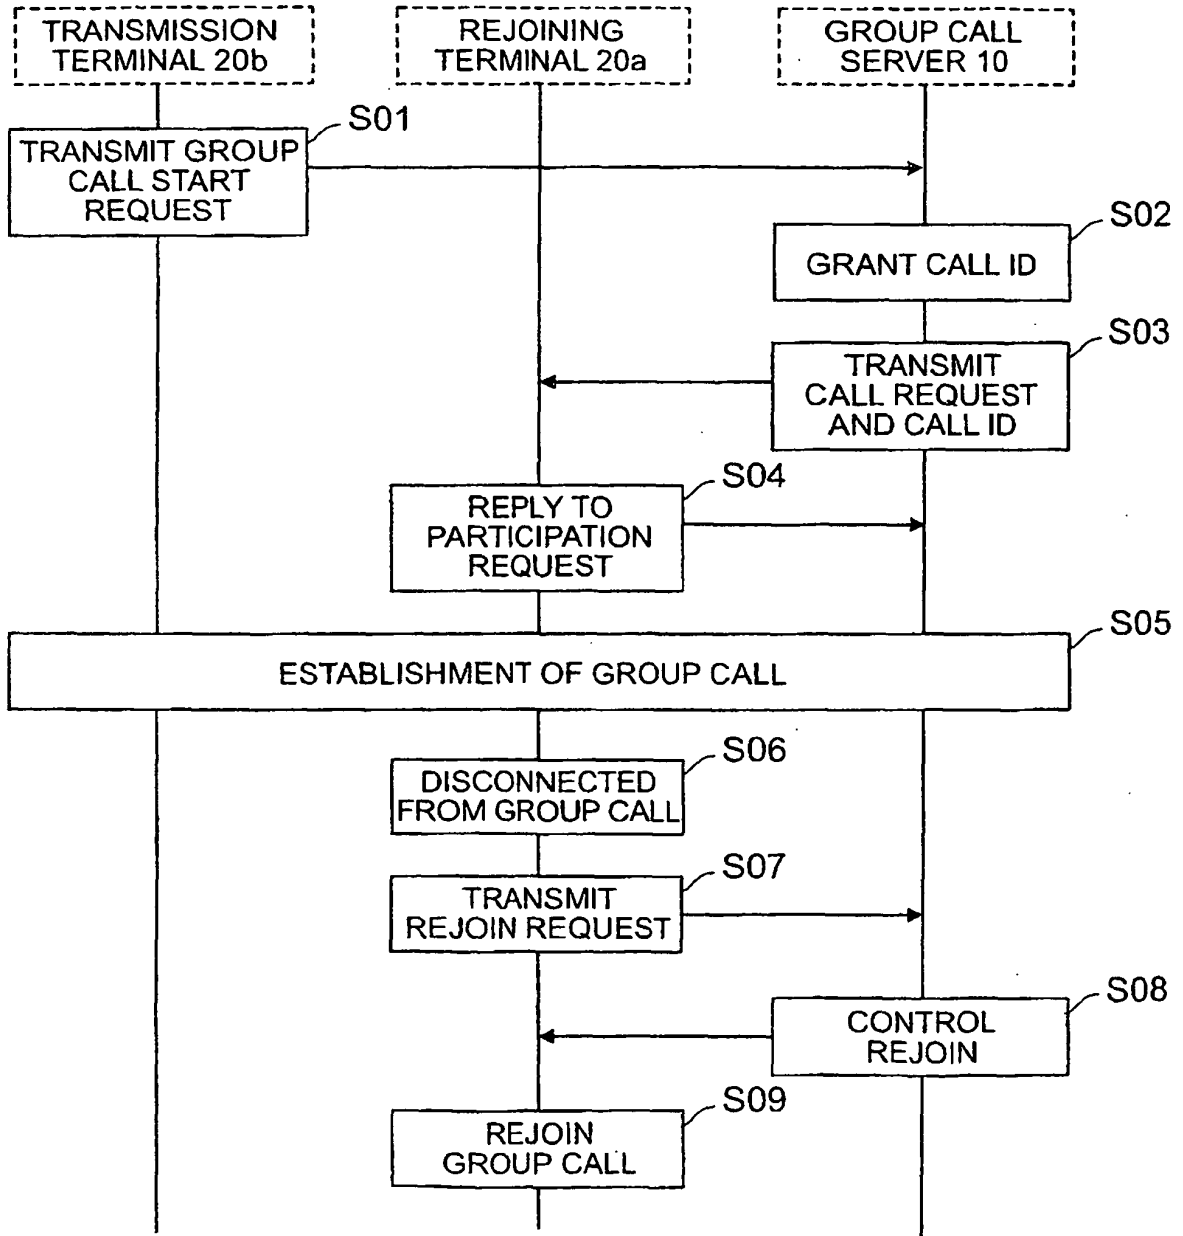 TRANSMISSION
TERMINAL 20b
REJOINING
TERMINAL 20a
GROUP CALL
SERVER 10
S01
TRANSMIT GROUP
CALL START
REQUEST
S02
GRANT CALL ID
S03
TRANSMIT
CALL REQUEST
AND CALL ID
S04
REPLY TO
PARTICIPATION
REQUEST
S05
ESTABLISHMENT OF GROUP CALL
S06
DISCONNECTED
FROM GROUP CALL
S07
TRANSMIT
REJOIN REQUEST
S08
CONTROL
REJOIN
S09
REJOIN
GROUP CALL